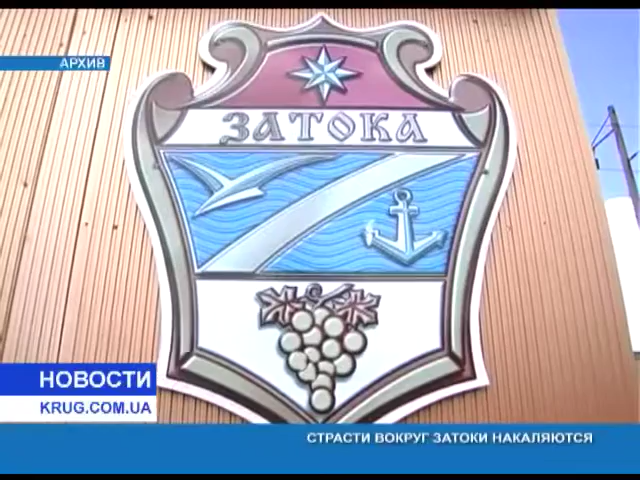 АРХИВ
ЗАТОКА
НОВОСТИ
KRUG.COM.UA
СТРАСТИ ВОКРУГ ЗАТОКИ НАКАЛЯЮТСЯ